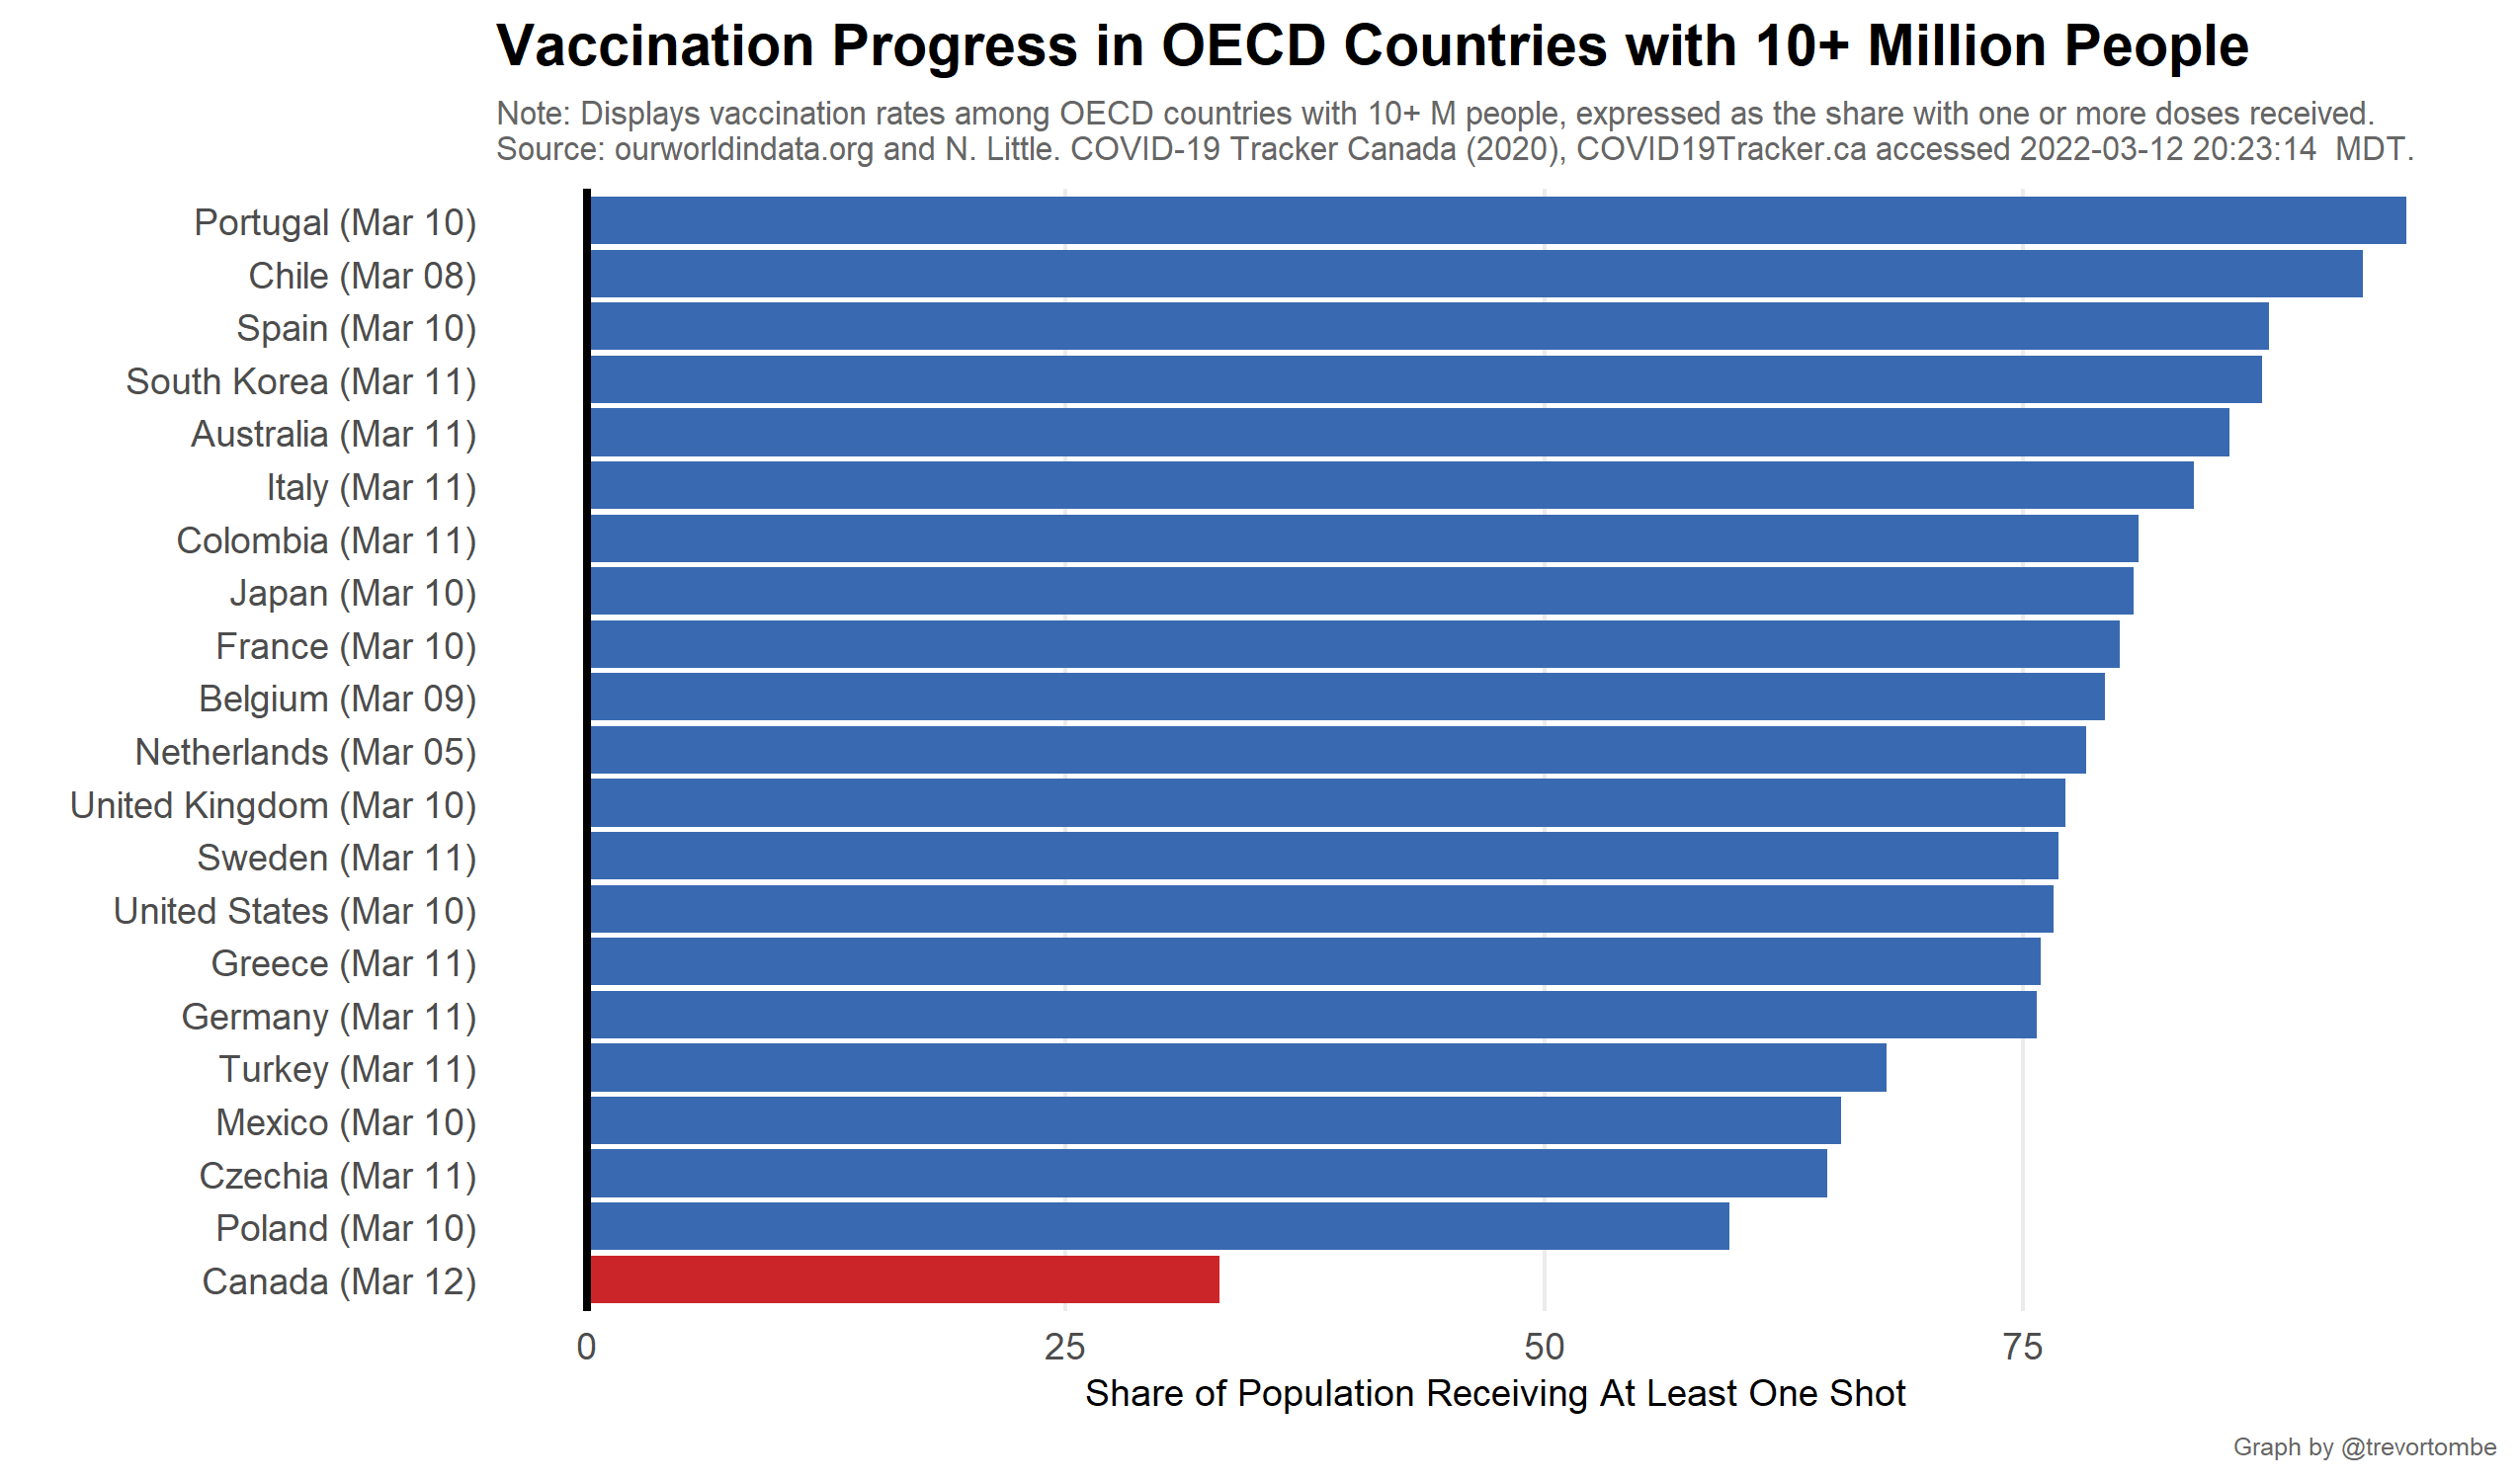 Vaccination Progress in OECD Countries with 10+ Million People
Note: Displays vaccination rates among OECD countries with 10+ M people, expressed as the share with one or more doses received.
Source: ourworldindata.org and N. Little. COVID-19 Tracker Canada (2020), COVID19Tracker.ca accessed 2022-03-12 20:23:14  MDT.
Portugal (Mar 10)
Chile (Mar 08)
Spain (Mar 10)
South Korea (Mar 11)
Australia (Mar 11)
Italy (Mar 11)
Colombia (Mar 11)
Japan (Mar 10)
France (Mar 10)
Belgium (Mar 09)
Netherlands (Mar 05)
United Kingdom (Mar 10)
Sweden (Mar 11)
United States (Mar 10)
Greece (Mar 11)
Germany (Mar 11)
Turkey (Mar 11)
Mexico (Mar 10)
Czechia (Mar 11)
Poland (Mar 10)
Canada (Mar 12)
0 25 50 75
Share of Population Receiving At Least One Shot
Graph by @trevortombe